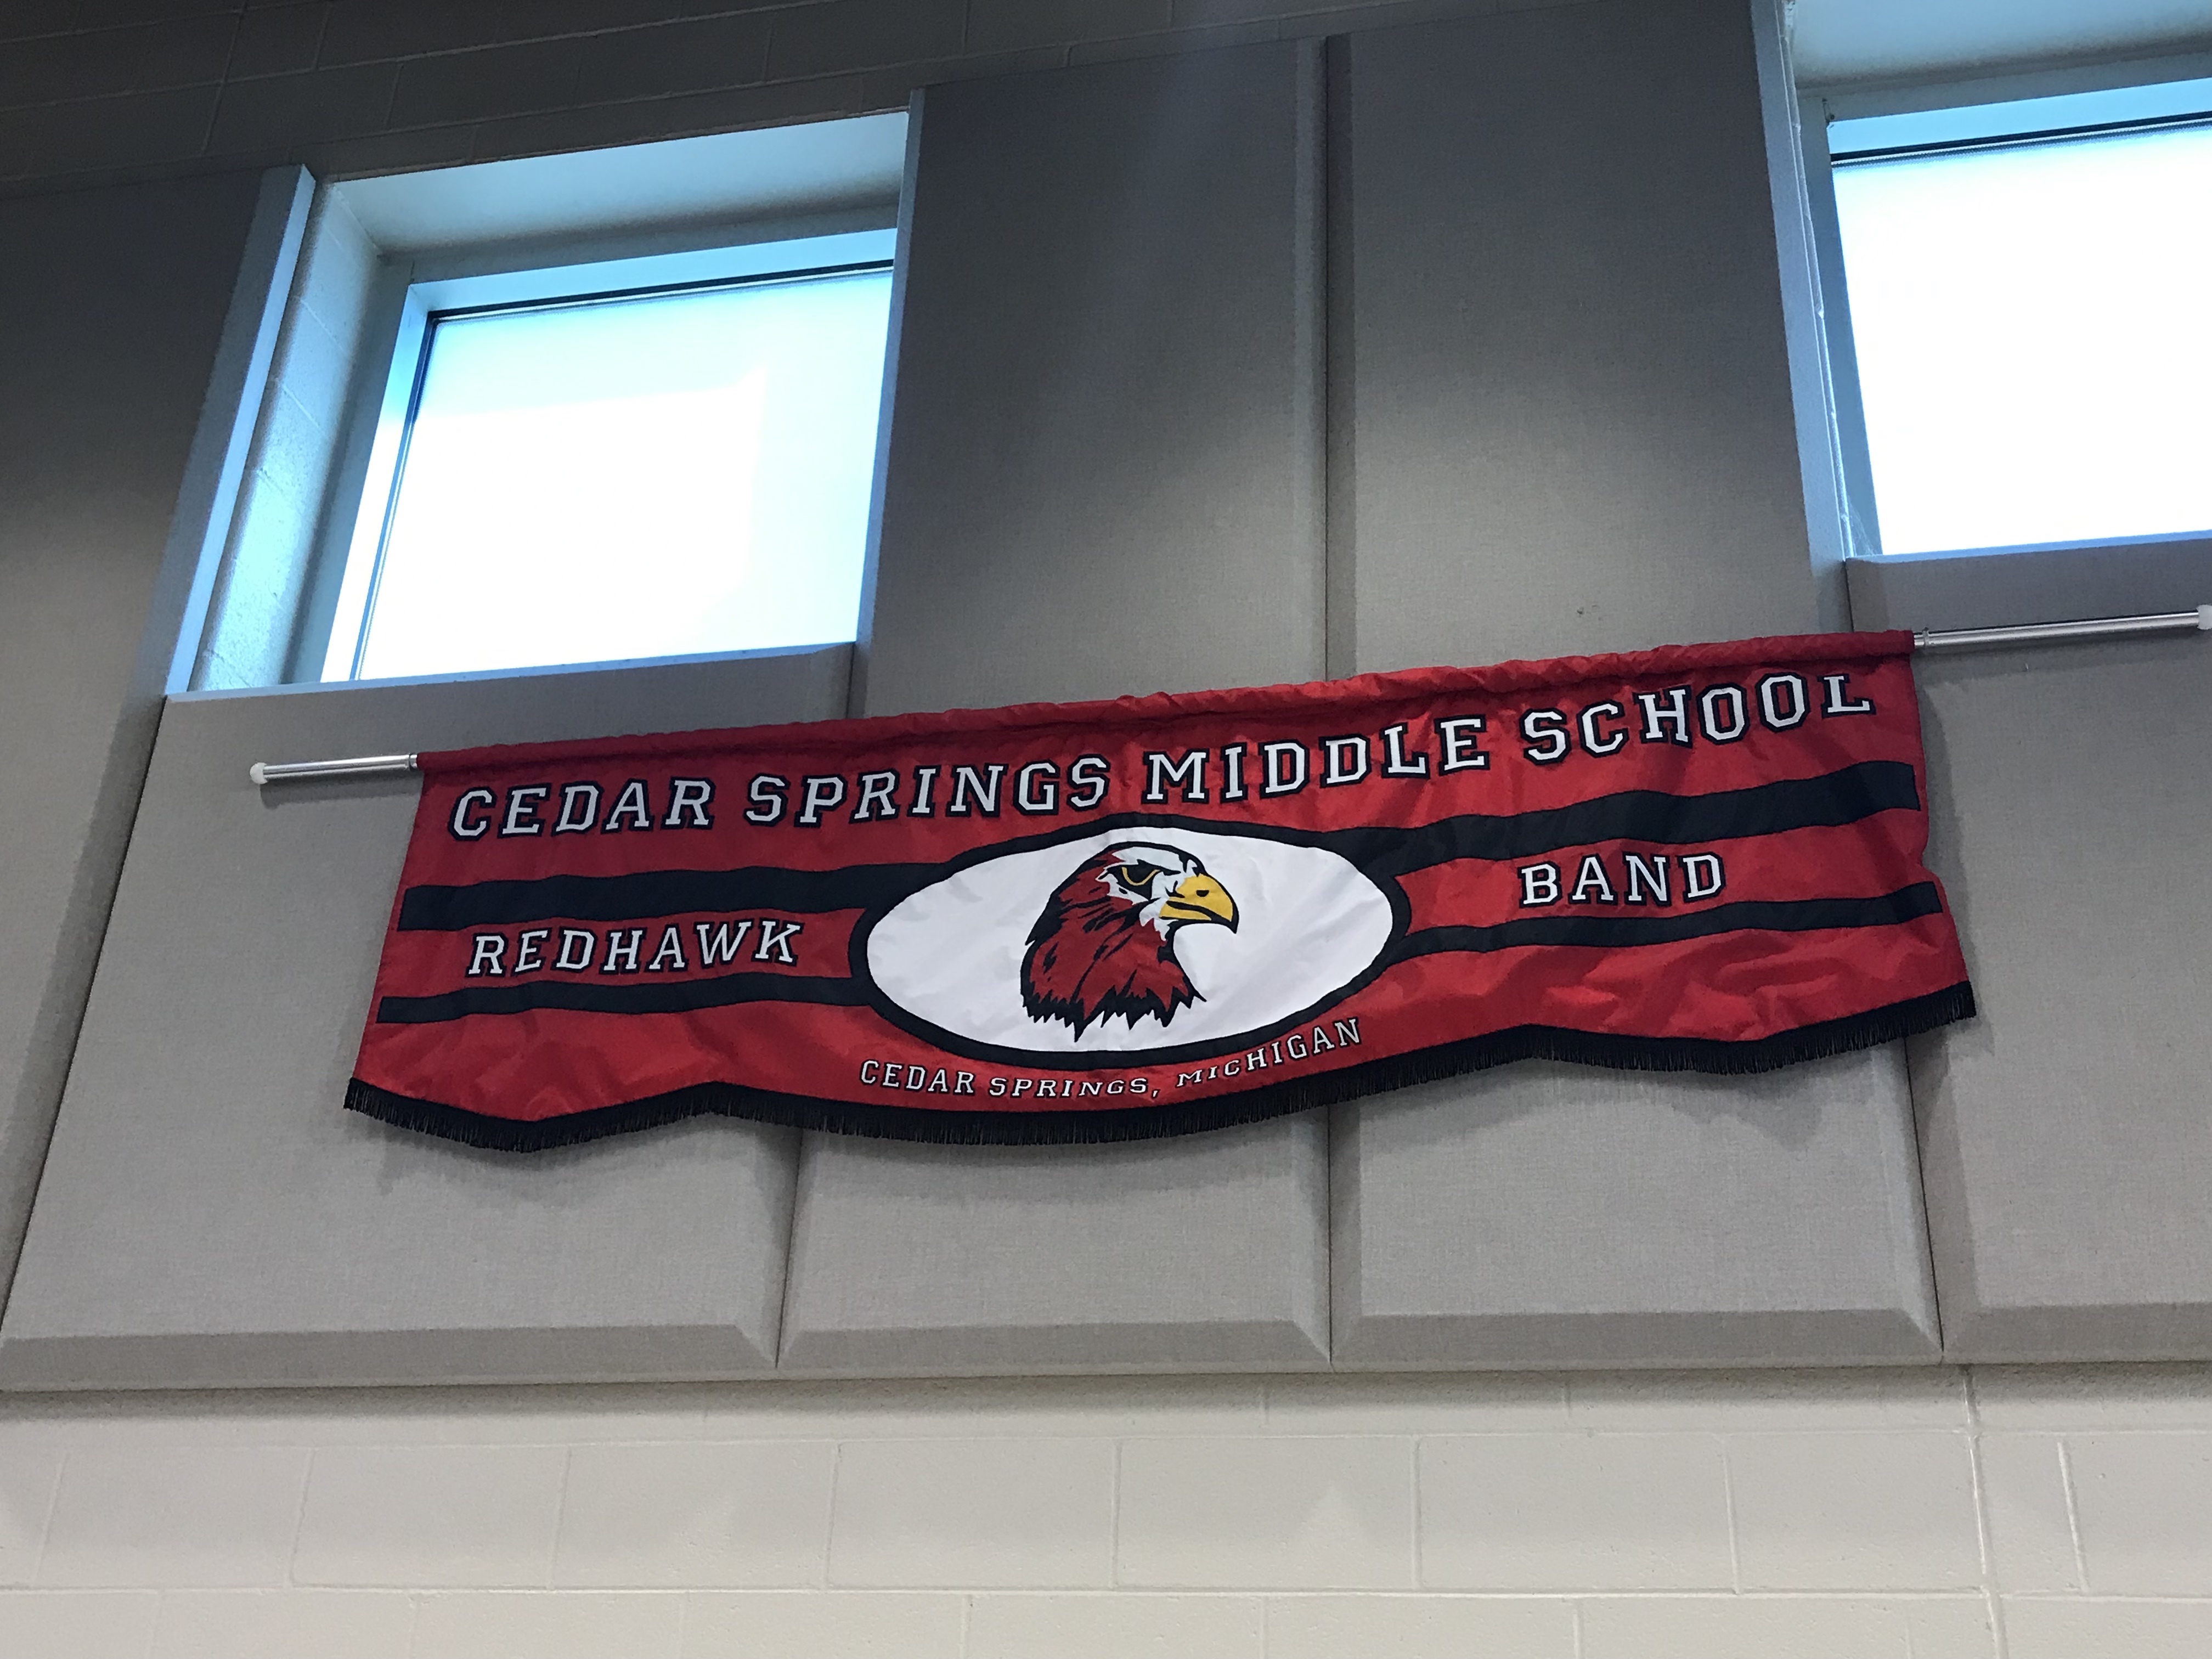 CEDAR SPRINGS MIDDLE SCHOOL
REDHAWK BAND
CEDAR SPRINGS, MICHIGAN